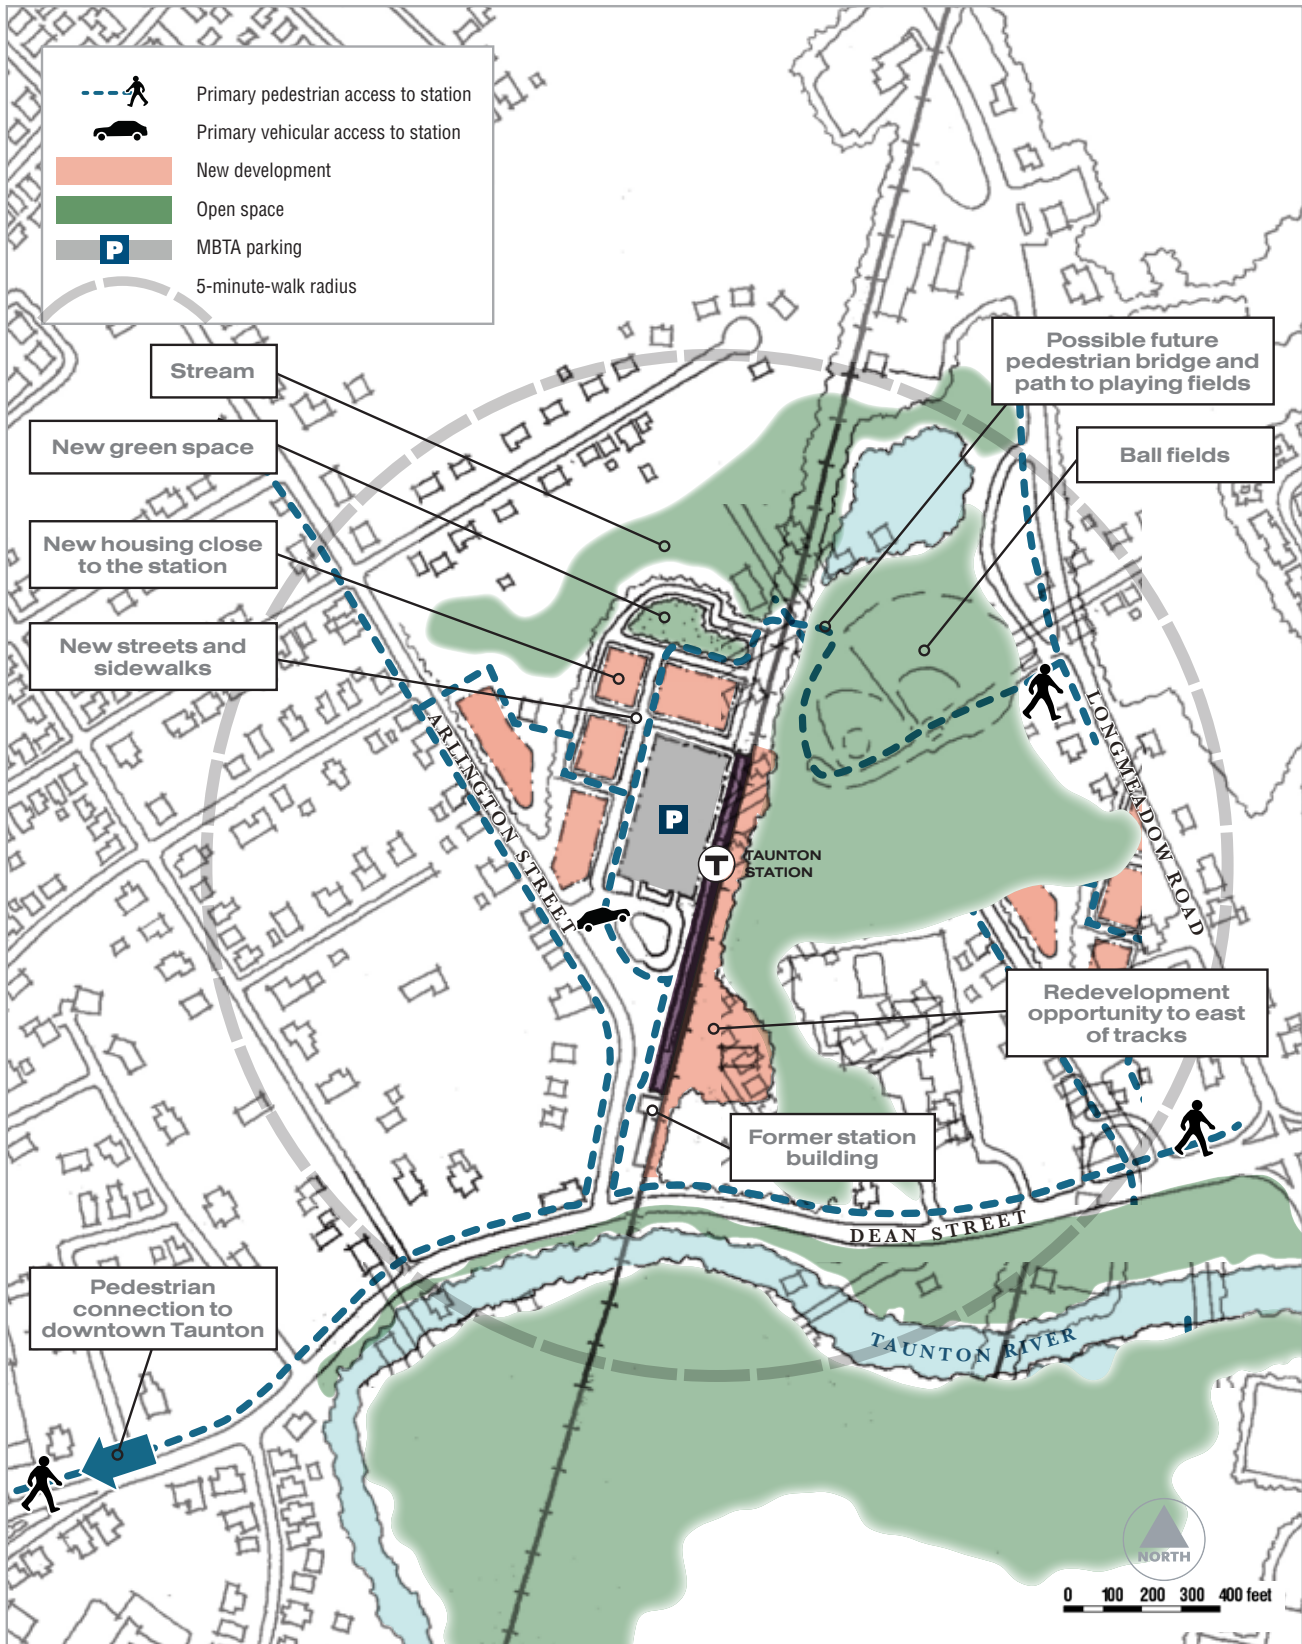 Primary pedestrian access to station
Primary vehicular access to station
New development
Open space
P
MBTA parking
5-minute-walk radius
Stream
New green space
New housing close
to the station
New streets and
sidewalks
Possible future
pedestrian bridge and
path to playing fields
Ball fields
ARLINGTON STREET
LONGMEADOW ROAD
P
T
TAUNTON
STATION
Redevelopment
opportunity to east
of tracks
Former station
building
DEAN STREET
TAUNTON RIVER
Pedestrian
connection to
downtown Taunton
NORTH
0 100 200 300 400 feet